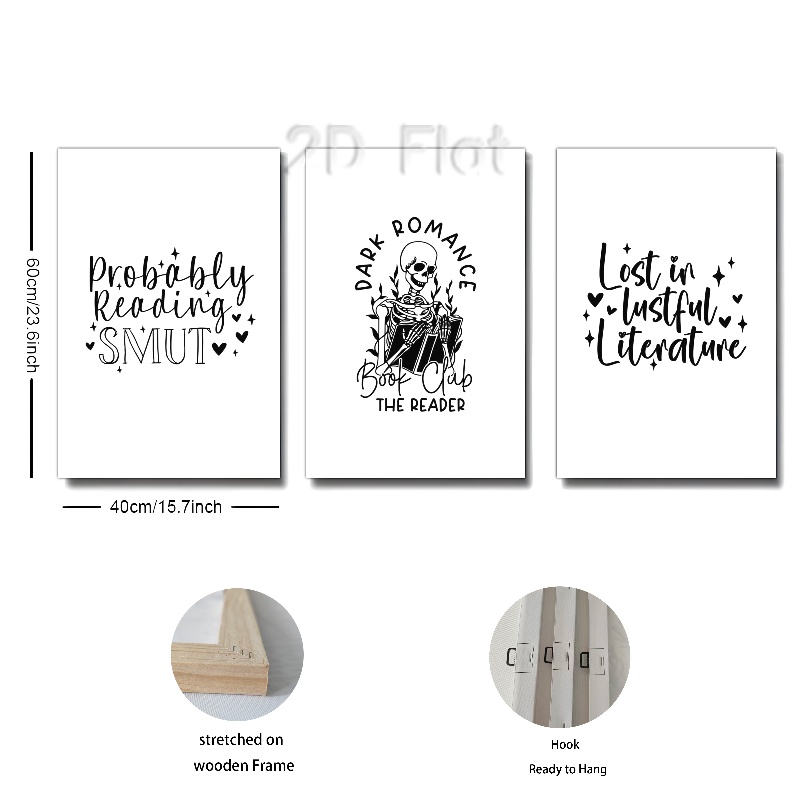 2D Flat
60cm/23.6inch
Probably
Reading
SMUT
DARK ROMANCE
Book Club
THE READER
Lost in
lustful
Literature
40cm/15.7inch
stretched on
wooden Frame
Hook
Ready to Hang